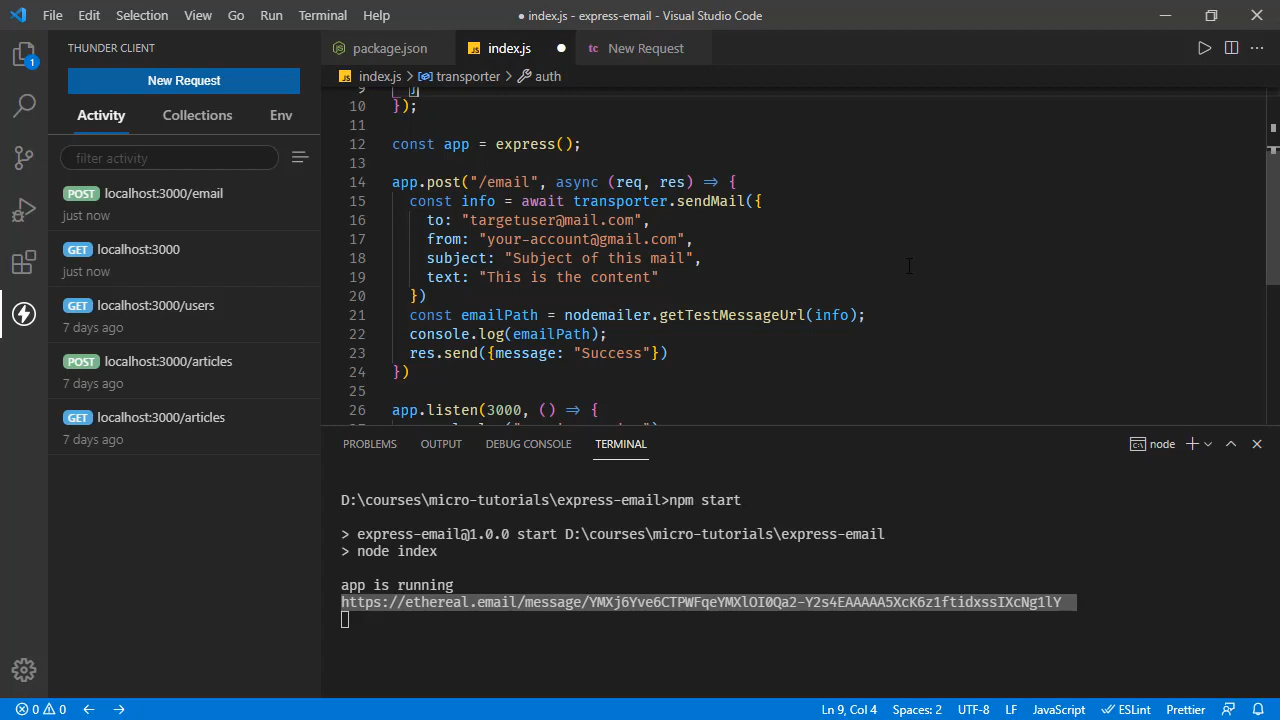 File Edit Selection View Go Run Terminal Help
● index.js - express-email - Visual Studio Code
THUNDER CLIENT
package.json
index.js
New Request
1
New Request
index.js > transporter > auth
Activity Collections Env
filter activity
POST localhost:3000/email
just now
GET localhost:3000
just now
GET localhost:3000/users
7 days ago
POST localhost:3000/articles
7 days ago
GET localhost:3000/articles
7 days ago
9 }
10 });
11
12 const app = express();
13
14 app.post("/email", async (req, res) => {
15 const info = await transporter.sendMail({
16 to: "targetuser@mail.com",
17 from: "your-account@gmail.com",
18 subject: "Subject of this mail",
19 text: "This is the content"
20 })
21 const emailPath = nodemailer.getTestMessageUrl(info);
22 console.log(emailPath);
23 res.send({message: "Success"})
24 })
25
26 app.listen(3000, () => {
PROBLEMS OUTPUT DEBUG CONSOLE TERMINAL
node
D:\courses\micro-tutorials\express-email>npm start
> express-email@1.0.0 start D:\courses\micro-tutorials\express-email
> node index
app is running
https://ethereal.email/message/YMXj6Yve6CTPWFqeYMXlOI0Qa2-Y2s4EAAAAA5XcK6z1ftidxssIXcNg1lY
0 0
Ln 9, Col 4 Spaces: 2 UTF-8 LF JavaScript ESLint Prettier